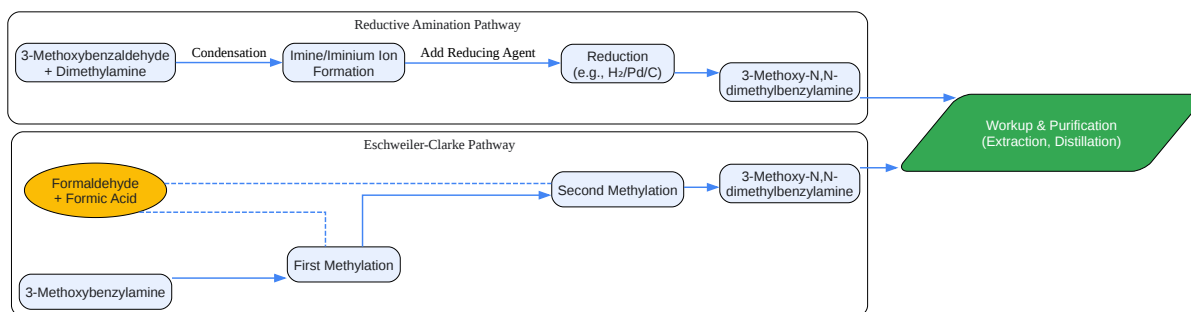 Reductive Amination Pathway
3-Methoxybenzaldehyde
+ Dimethylamine
Condensation
Imine/Iminium Ion
Formation
Add Reducing Agent
Reduction
(e.g., H₂/Pd/C)
3-Methoxy-N,N-
dimethylbenzylamine
Workup & Purification
(Extraction, Distillation)
Eschweiler-Clarke Pathway
Formaldehyde
+ Formic Acid
Second Methylation
3-Methoxy-N,N-
dimethylbenzylamine
First Methylation
3-Methoxybenzylamine